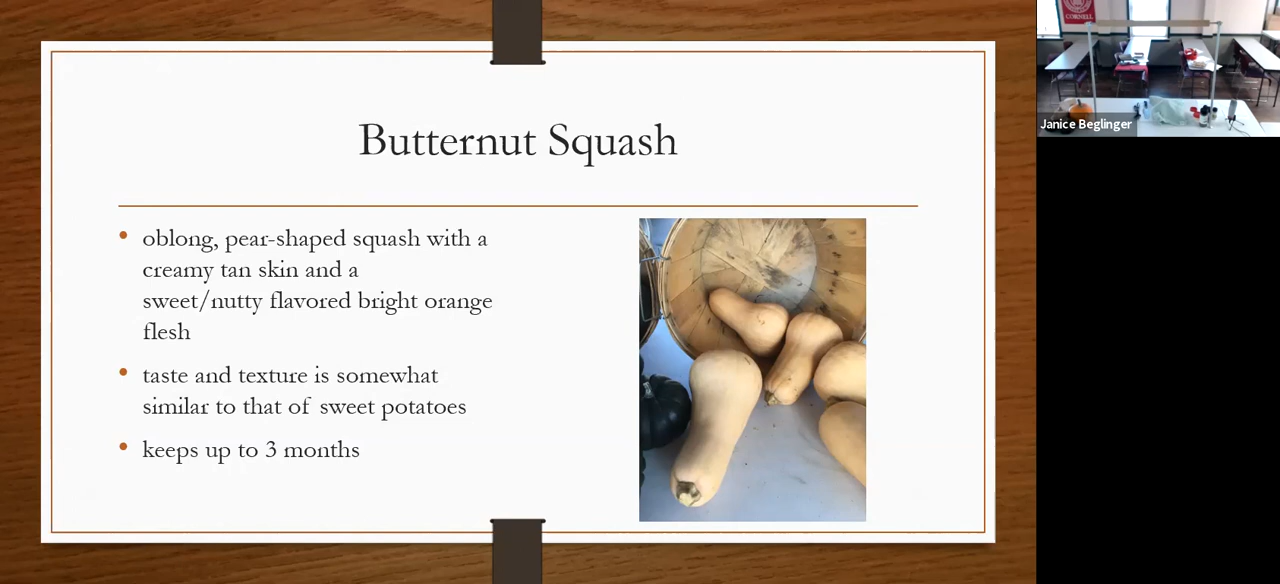 Butternut Squash
• oblong, pear-shaped squash with a
creamy tan skin and a
sweet/nutty flavored bright orange
flesh
• taste and texture is somewhat
similar to that of sweet potatoes
• keeps up to 3 months
CORNELL
Janice Beglinger